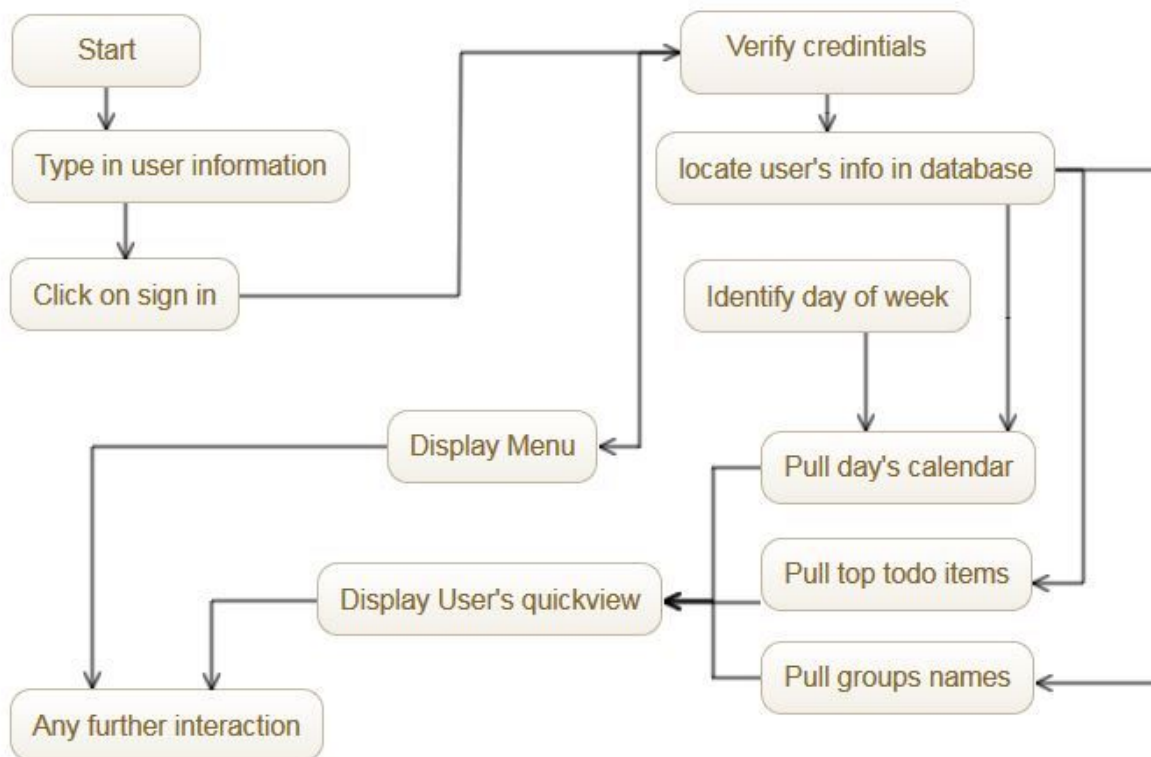 Start
Verify credintials
Type in user information
locate user's info in database
Click on sign in
Identify day of week
Display Menu
Pull day's calendar
Pull top todo items
Display User's quickview
Pull groups names
Any further interaction